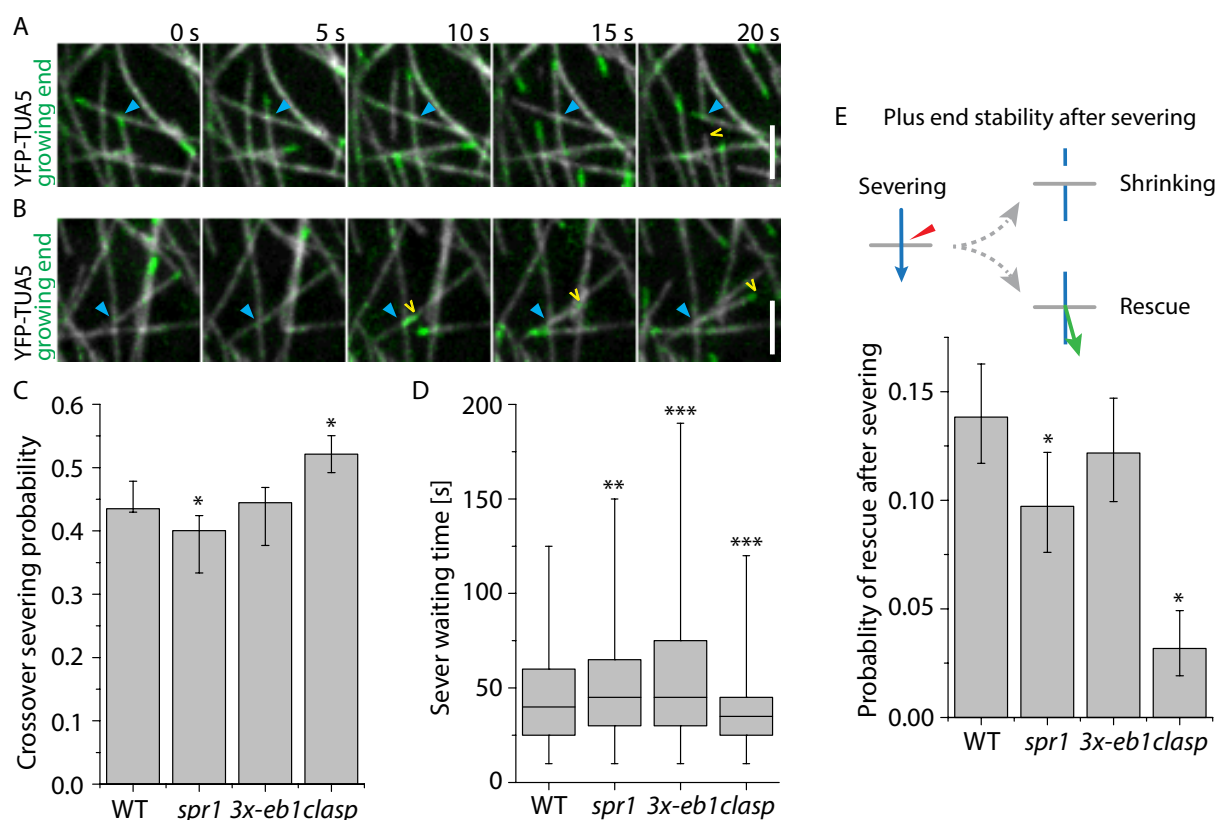 A
0 s
5 s
10 s
15 s
20 s
YFP-TUA5
growing end
B
YFP-TUA5
growing end
C
Crossover severing probability
0.6
0.5
0.4
0.3
0.2
0.1
0.0
*
*
WT
spr1
3x-eb1
clasp
D
Sever waiting time [s]
200
150
100
50
0
**
***
***
WT
spr1
3x-eb1
clasp
E
Plus end stability after severing
Severing
Shrinking
Rescue
Probablity of rescue after severing
0.15
0.10
0.05
0.00
*
*
WT
spr1
3x-eb1
clasp